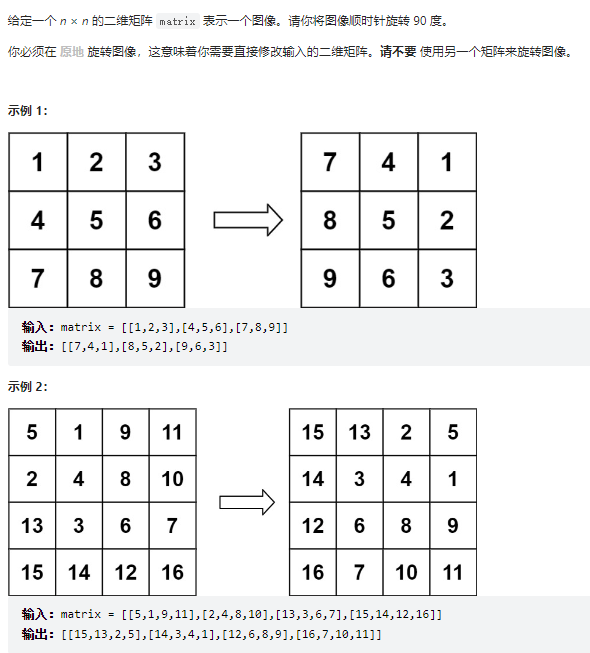 给定一个 n × n 的二维矩阵 matrix 表示一个图像。请你将图像顺时针旋转 90 度。
你必须在 原地 旋转图像，这意味着你需要直接修改输入的二维矩阵。请不要 使用另一个矩阵来旋转图像。
示例 1：
1 2 3 7 4 1
4 5 6 8 5 2
7 8 9 9 6 3
输入：matrix = [[1,2,3],[4,5,6],[7,8,9]]
输出：[[7,4,1],[8,5,2],[9,6,3]]
示例 2：
5 1 9 11 15 13 2 5
2 4 8 10 14 3 4 1
13 3 6 7 12 6 8 9
15 14 12 16 16 7 10 11
输入：matrix = [[5,1,9,11],[2,4,8,10],[13,3,6,7],[15,14,12,16]]
输出：[[15,13,2,5],[14,3,4,1],[12,6,8,9],[16,7,10,11]]